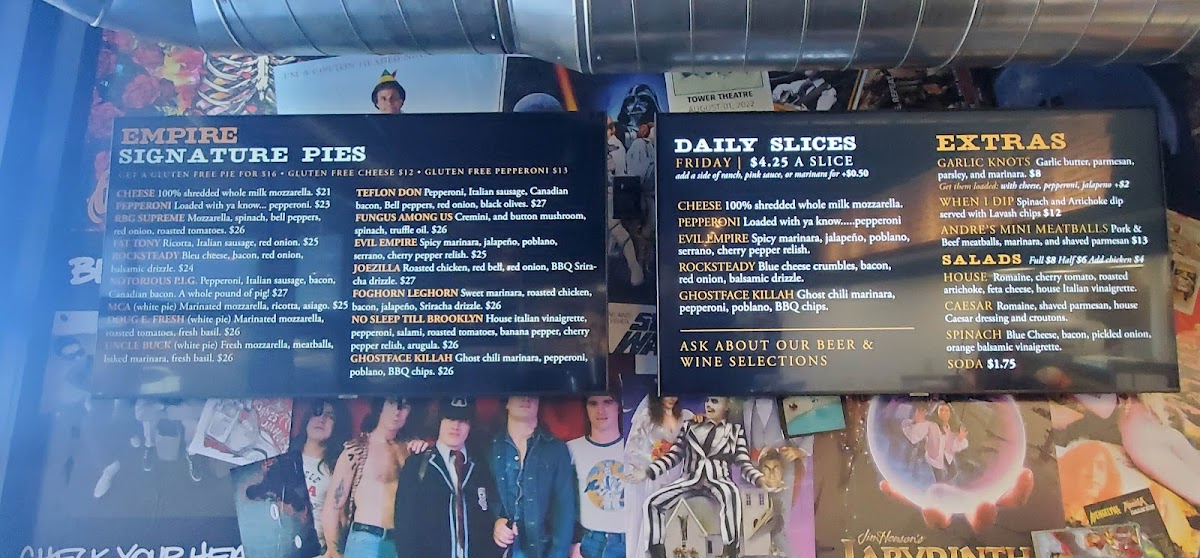 TOWER THEATRE
AUGUST 01, 2022
EMPIRE
SIGNATURE PIES
GET A GLUTEN FREE PIE FOR $16 • GLUTEN FREE CHEESE $12 • GLUTEN FREE PEPPERONI $13
CHEESE 100% shredded whole milk mozzarella. $21
PEPPERONI Loaded with ya know... pepperoni. $23
RBG SUPREME Mozzarella, spinach, bell peppers,
red onion, roasted tomatoes. $26
FAT TONY Ricotta, Italian sausage, red onion. $25
ROCKSTEADY Bleu cheese, bacon, red onion,
balsamic drizzle. $24
NOTORIOUS P.I.G. Pepperoni, Italian sausage, bacon,
Canadian bacon. A whole pound of pig! $27
MCA (white pie) Marinated mozzarella, ricotta, asiago. $25
DOUG E. FRESH (white pie) Marinated mozzarella,
roasted tomatoes, fresh basil. $26
UNCLE BUCK (white pie) Fresh mozzarella, meatballs,
baked marinara, fresh basil. $26
TEFLON DON Pepperoni, Italian sausage, Canadian
bacon, Bell peppers, red onion, black olives. $27
FUNGUS AMONG US Cremini, and button mushroom,
spinach, truffle oil. $26
EVIL EMPIRE Spicy marinara, jalapeño, poblano,
serrano, cherry pepper relish. $25
JOEZILLA Roasted chicken, red bell, red onion, BBQ Srira-
cha drizzle. $27
FOGHORN LEGHORN Sweet marinara, roasted chicken,
bacon, jalapeño, Sriracha drizzle. $26
NO SLEEP TILL BROOKLYN House italian vinaigrette,
pepperoni, salami, roasted tomatoes, banana pepper, cherry
pepper relish, arugula. $26
GHOSTFACE KILLAH Ghost chili marinara, pepperoni,
poblano, BBQ chips. $26
DAILY SLICES
FRIDAY | $4.25 A SLICE
add a side of ranch, pink sauce, or marinara for +$0.50
CHEESE 100% shredded whole milk mozzarella.
PEPPERONI Loaded with ya know.....pepperoni
EVIL EMPIRE Spicy marinara, jalapeño, poblano,
serrano, cherry pepper relish.
ROCKSTEADY Blue cheese crumbles, bacon,
red onion, balsamic drizzle.
GHOSTFACE KILLAH Ghost chili marinara,
pepperoni, poblano, BBQ chips.
ASK ABOUT OUR BEER &
WINE SELECTIONS
EXTRAS
GARLIC KNOTS Garlic butter, parmesan,
parsley, and marinara. $8
Get them loaded: with cheese, pepperoni, jalapeno +$2
WHEN I DIP Spinach and Artichoke dip
served with Lavash chips $12
ANDRE'S MINI MEATBALLS Pork &
Beef meatballs, marinara, and shaved parmesan $13
SALADS Full $8 Half $6 Add chicken $4
HOUSE Romaine, cherry tomato, roasted
artichoke, feta cheese, house Italian vinaigrette.
CAESAR Romaine, shaved parmesan, house
Caesar dressing and croutons.
SPINACH Blue Cheese, bacon, pickled onion,
orange balsamic vinaigrette.
SODA $1.75
CHECK YOUR HEA
Jim Henson's
LABYRINTH